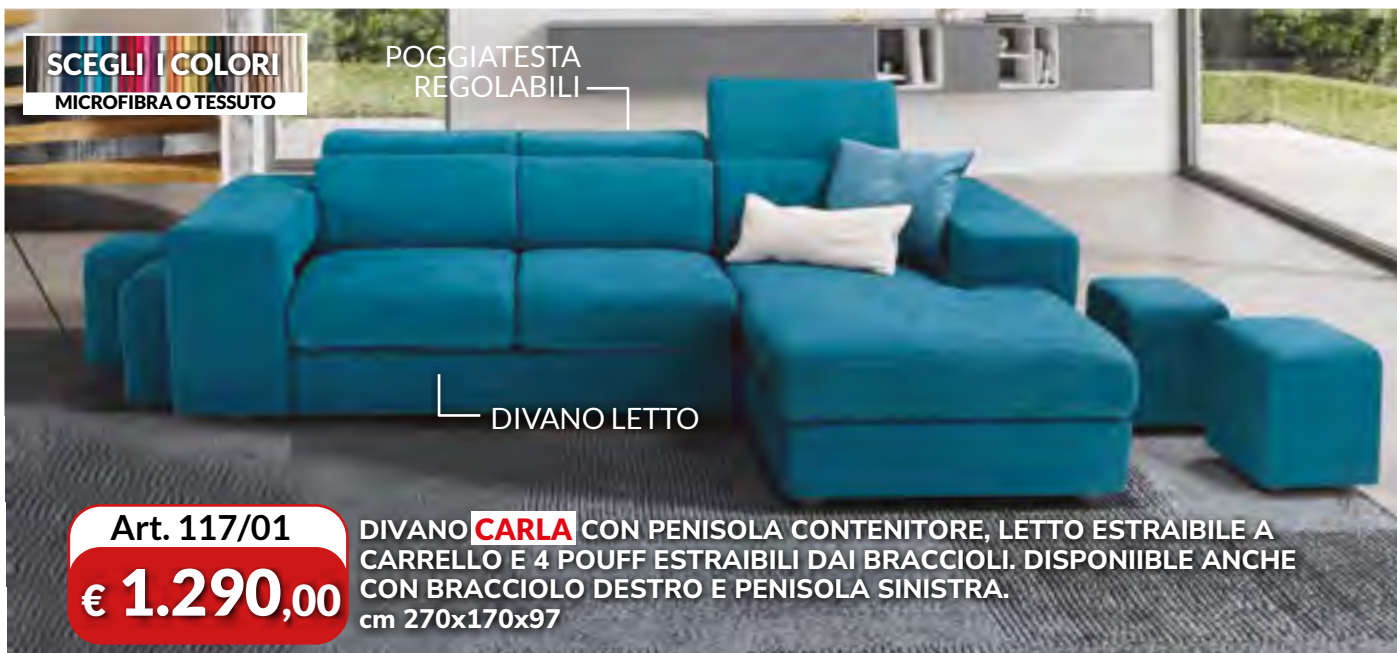 SCEGLI I COLORI
MICROFIBRA O TESSUTO
POGGIATESTA
REGOLABILI
DIVANO LETTO
Art. 117/01
€ 1.290,00
DIVANO CARLA CON PENISOLA CONTENITORE, LETTO ESTRAIBILE A
CARRELLO E 4 POUFF ESTRAIBILI DAI BRACCIOLI. DISPONIIBLE ANCHE
CON BRACCIOLO DESTRO E PENISOLA SINISTRA.
cm 270x170x97